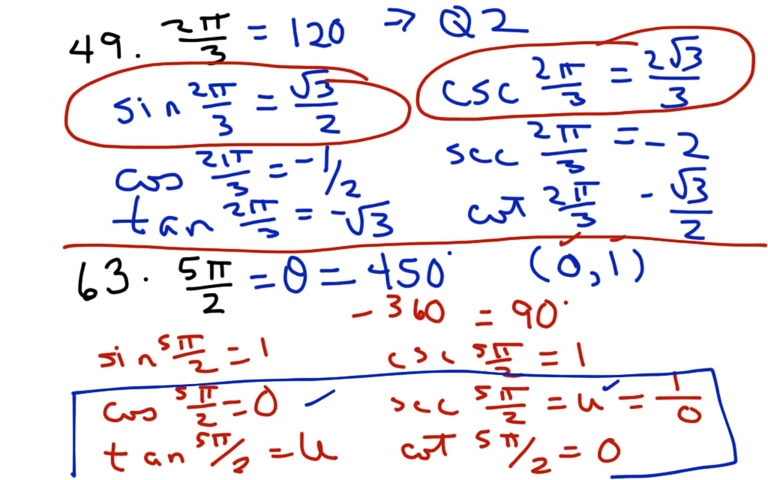 49. 2π/3 = 120 ⇒ Q2
sin 2π/3 = √3/2 csc 2π/3 = 2√3/3
cos 2π/3 = -1/2 sec 2π/3 = -2
tan 2π/3 = -√3 cot 2π/3 - √3/2
63. 5π/2 = θ = 450° (0,1)
- 360 = 90°
sin 5π/2 = 1 csc 5π/2 = 1
cos 5π/2 = 0 ✓ sec 5π/2 = u ✓ = 1/0
tan 5π/2 = u cot 5π/2 = 0